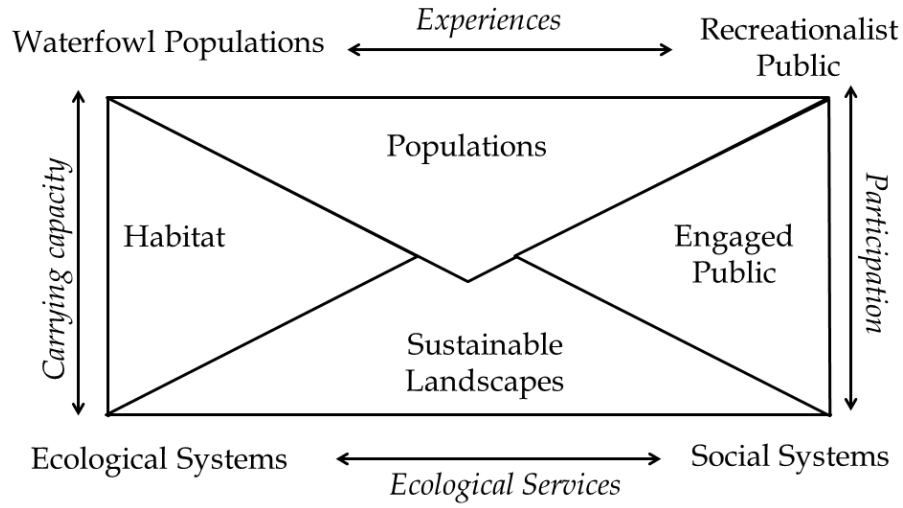 Experiences
Waterfowl Populations
Recreationalist
Public
Populations
Carrying capacity
Habitat
Engaged
Public
Participation
Sustainable
Landscapes
Ecological Systems
Social Systems
Ecological Services